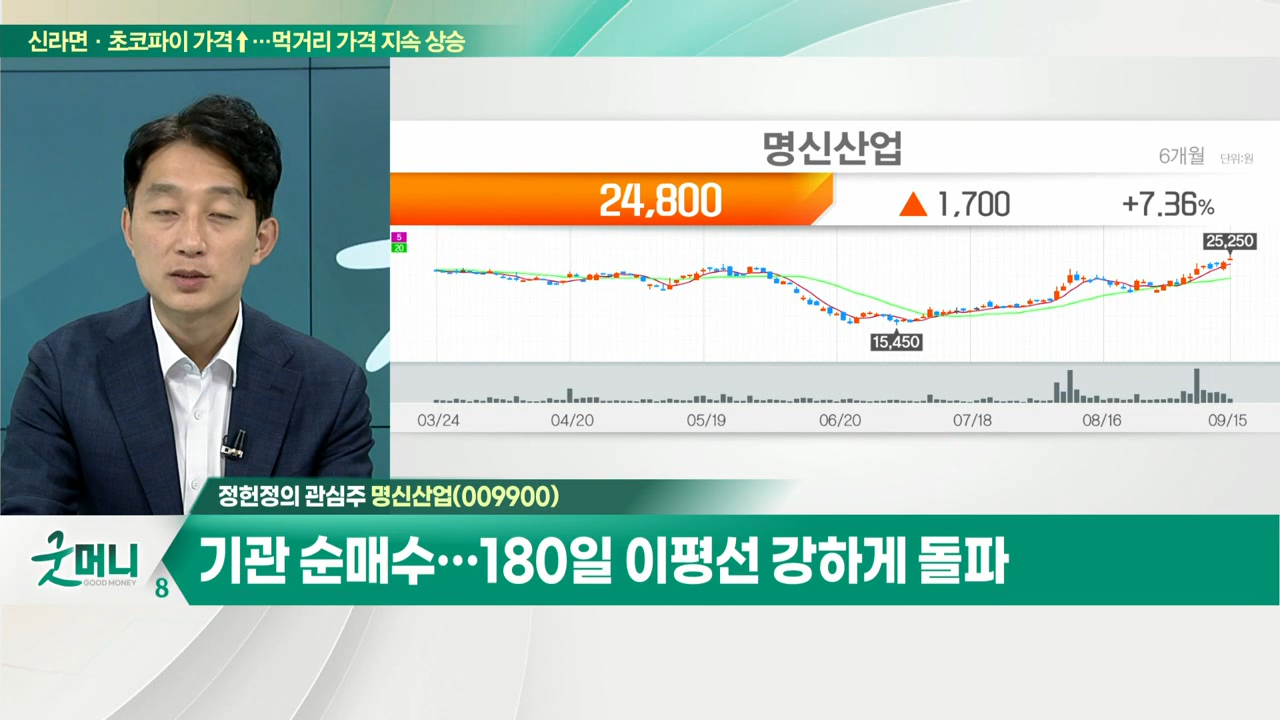 신라면 · 초코파이 가격⬆…먹거리 가격 지속 상승
명신산업
6개월 단위:원
24,800 ▲ 1,700 +7.36%
5
20
25,250
15,450
03/24 04/20 05/19 06/20 07/18 08/16 09/15
정헌정의 관심주 명신산업(009900)
굿머니
GOOD MONEY
8
기관 순매수…180일 이평선 강하게 돌파